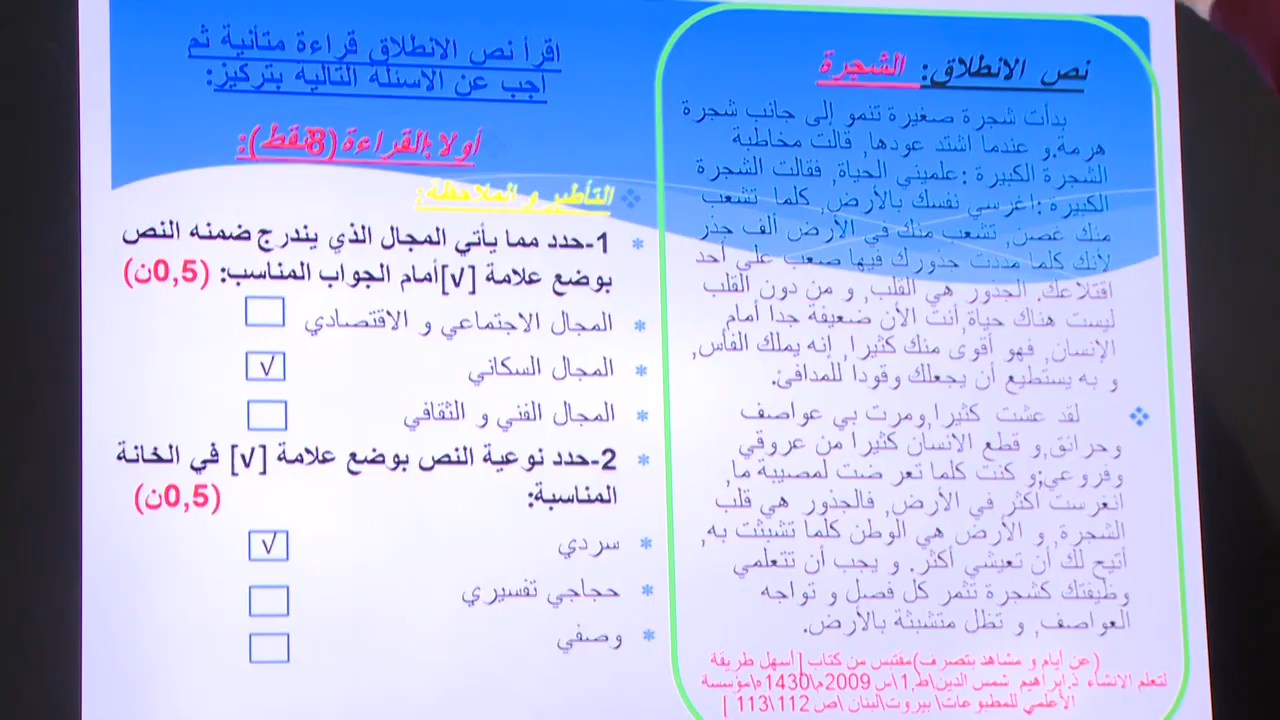 نص الانطلاق: الشجرة
بدأت شجرة صغيرة تنمو إلى جانب شجرة
هرمة.و عندما اشتد عودها, قالت مخاطبة
الشجرة الكبيرة :علميني الحياة, فقالت الشجرة
الكبيرة :اغرسي نفسك بالأرض, كلما تشعب
منك غصن, تشعب منك في الأرض ألف جذر
لأنك كلما مددت جذورك فيها صعب على أحد
اقتلاعك. الجذور هي القلب, و من دون القلب
ليست هناك حياة,أنت الأن ضعيفة جدا أمام
الإنسان, فهو أقوى منك كثيرا, إنه يملك الفأس,
و به يستطيع أن يجعلك وقودا للمدافئ.
لقد عشت كثيرا,ومرت بي عواصف
وحرائق,و قطع الانسان كثيرا من عروقي
وفروعي;و كنت كلما تعرضت لمصيبة ما,
انغرست أكثر في الأرض, فالجذور هي قلب
الشجرة, و الأرض هي الوطن كلما تشبثت به,
أتيح لك أن تعيشي أكثر. و يجب أن تتعلمي
وظيفتك كشجرة تثمر كل فصل و تواجه
العواصف, و تظل متشبثة بالأرض.
(عن أيام و مشاهد بتصرف)مقتبس من كتاب [أسهل طريقة
لتعلم الانشاء ذ.ابراهيم شمس الدين\ط,1\س 2009م\1430ه\مؤسسة
الأعلمي للمطبوعات\ بيروت\لبنان \ص 112\113 ]
اقرأ نص الانطلاق قراءة متأنية ثم
اجب عن الاسئلة التالية بتركيز:
أولا :القراءة(8نقط):
التأطير و الملاحظة:
1-حدد مما يأتي المجال الذي يندرج ضمنه النص
بوضع علامة [√]أمام الجواب المناسب: (0,5ن)
المجال الاجتماعي و الاقتصادي
المجال السكاني √
المجال الفني و الثقافي
2-حدد نوعية النص بوضع علامة [√] في الخانة
المناسبة: (0,5ن)
سردي √
حجاجي تفسيري
وصفي